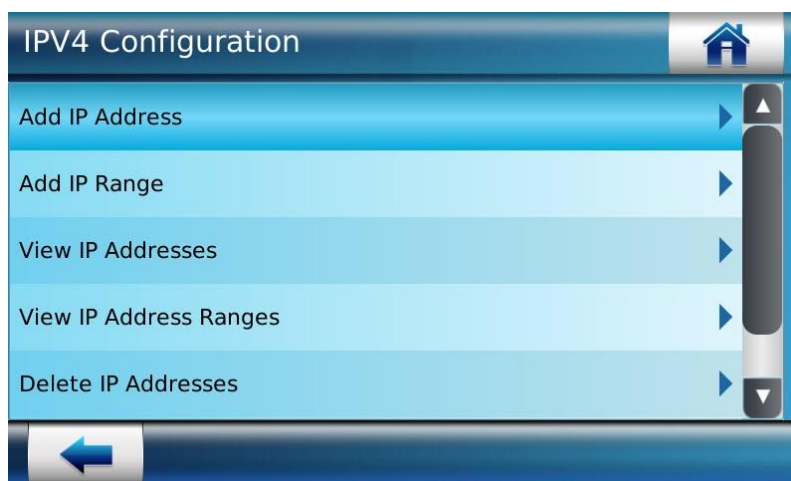 IPV4 Configuration
Add IP Address
Add IP Range
View IP Addresses
View IP Address Ranges
Delete IP Addresses